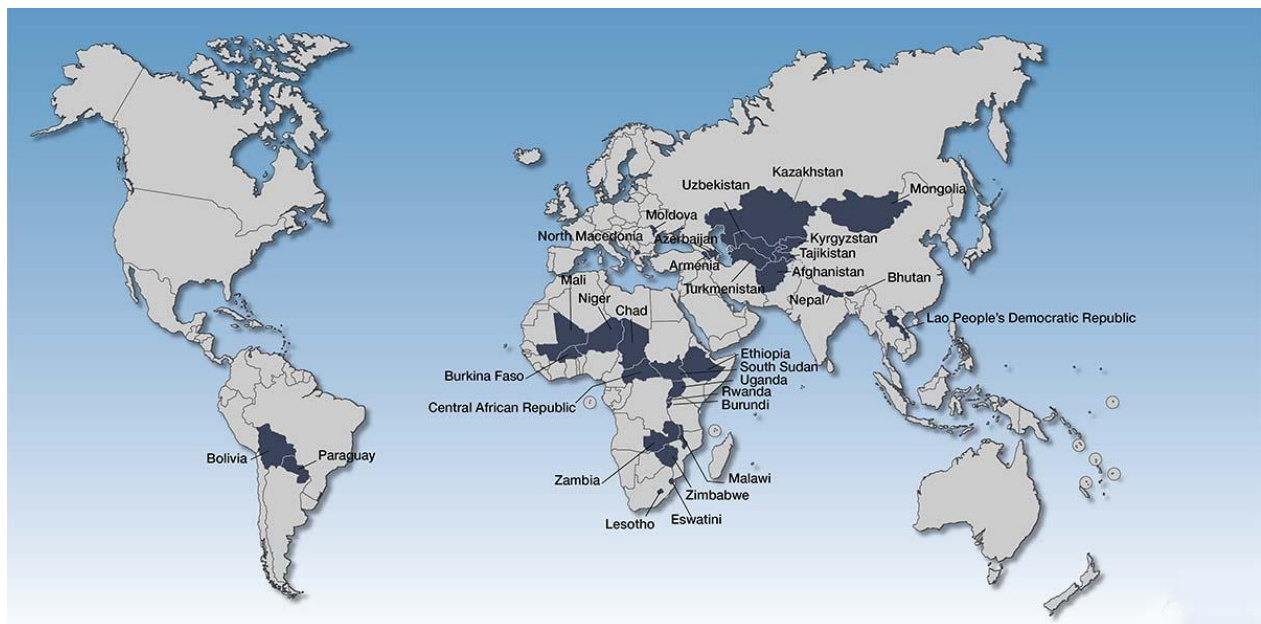 Kazakhstan
Uzbekistan
Mongolia
Moldova
North Macedonia
Azerbaijan
Kyrgyzstan
Tajikistan
Armenia
Afghanistan
Mali
Turkmenistan
Bhutan
Niger
Nepal
Chad
Lao People's Democratic Republic
Ethiopia
South Sudan
Burkina Faso
Uganda
Rwanda
Central African Republic
Burundi
Bolivia
Paraguay
Zambia
Malawi
Zimbabwe
Lesotho
Eswatini